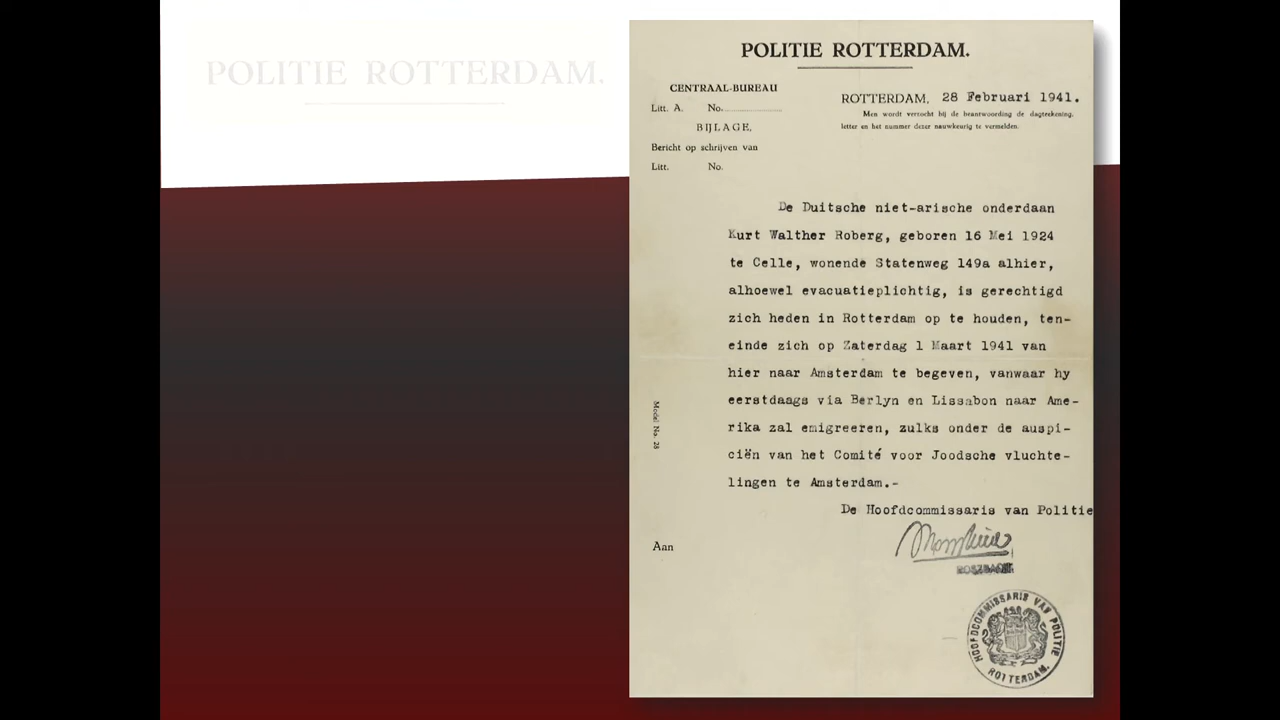 POLITIE ROTTERDAM.
POLITIE ROTTERDAM.
CENTRAAL-BUREAU
Litt. A. No.
BIJLAGE,
Bericht op schrijven van
Litt. No.
ROTTERDAM, 28 Februari 1941.
Men wordt verzocht bij de beantwoording de dagteekening,
letter en het nummer dezer nauwkeurig te vermelden.
De Duitsche niet-arische onderdaan
Kurt Walther Roberg, geboren 16 Mei 1924
te Celle, wonende Statenweg 149a alhier,
alhoewel evacuatieplichtig, is gerechtigd
zich heden in Rotterdam op te houden, ten-
einde zich op Zaterdag 1 Maart 1941 van
hier naar Amsterdam te begeven, vanwaar hy
eerstdaags via Berlyn en Lissabon naar Ame-
rika zal emigreeren, zulks onder de auspi-
ciën van het Comité voor Joodsche vluchte-
lingen te Amsterdam.-
De Hoofdcommissaris van Politie
Model No. 28
Aan
HOOFDCOMMISSARIS VAN POLITIE
ROTTERDAM.